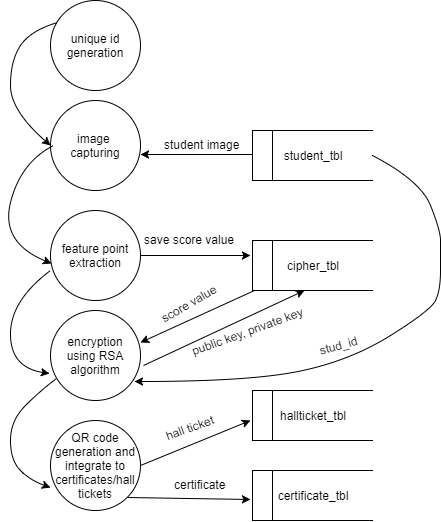 unique id
generation
image
capturing
student image
student_tbl
feature point
extraction
save score value
cipher_tbl
score value
public key, private key
encryption
using RSA
algorithm
stud_id
hall ticket
hallticket_tbl
QR code
generation and
integrate to
certificates/hall
tickets
certificate
certificate_tbl